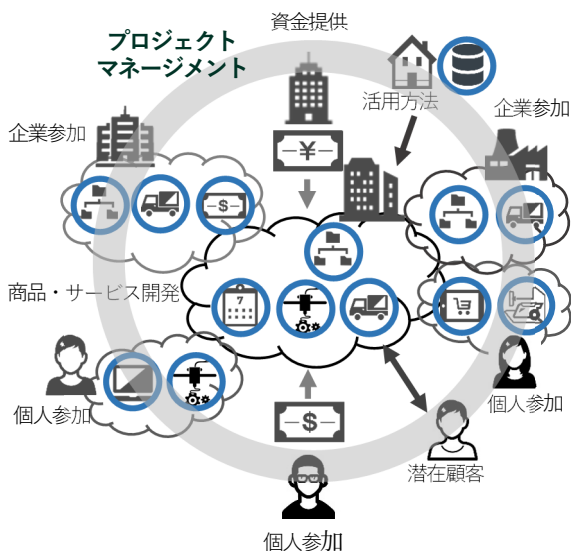 資金提供
プロジェクト
マネージメント
活用方法
企業参加
企業参加
¥
$
商品・サービス開発
7
個人参加
個人参加
$
潜在顧客
個人参加